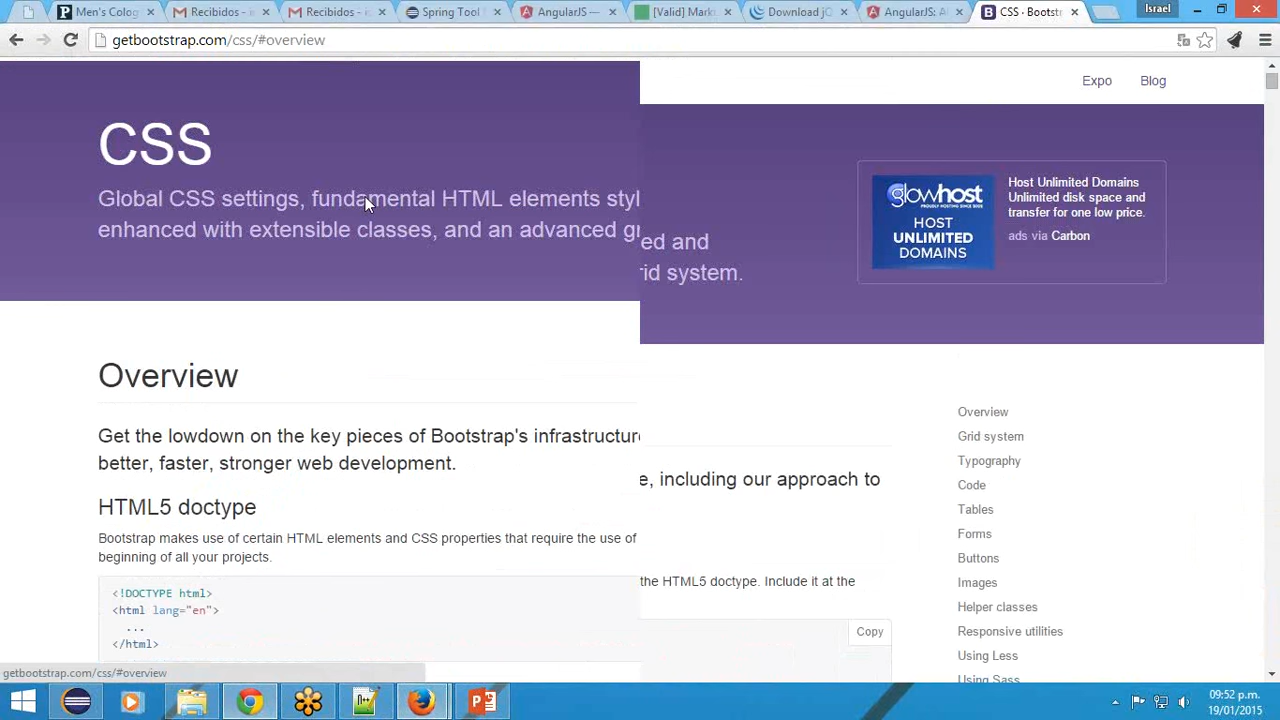 Men's Colog
Recibidos -
Recibidos - i
Spring Tool
AngularJS —
[Valid] Mark
Download jQ
AngularJS: A
CSS · Bootst
Israel
getbootstrap.com/css/#overview
Expo
Blog
CSS
Global CSS settings, fundamental HTML elements styl
enhanced with extensible classes, and an advanced gr
ed and
rid system.
glowhost
HOST
UNLIMITED
DOMAINS
Host Unlimited Domains
Unlimited disk space and
transfer for one low price.
ads via Carbon
Overview
Get the lowdown on the key pieces of Bootstrap's infrastructure
better, faster, stronger web development.
e, including our approach to
HTML5 doctype
Bootstrap makes use of certain HTML elements and CSS properties that require the use of
beginning of all your projects.
the HTML5 doctype. Include it at the
Copy
<!DOCTYPE html>
<html lang="en">
...
</html>
Overview
Grid system
Typography
Code
Tables
Forms
Buttons
Images
Helper classes
Responsive utilities
Using Less
Using Sass
getbootstrap.com/css/#overview
09:52 p.m.
19/01/2015